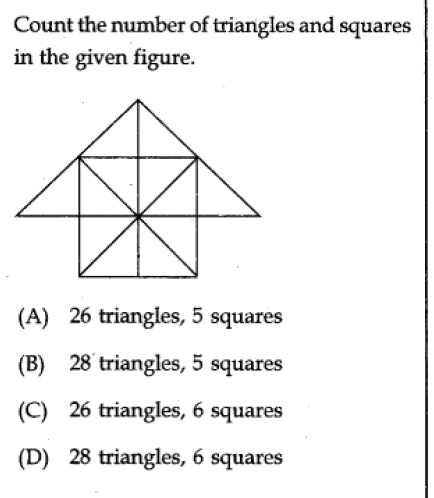 Count the number of triangles and squares
in the given figure.
(A) 26 triangles, 5 squares
(B) 28 triangles, 5 squares
(C) 26 triangles, 6 squares
(D) 28 triangles, 6 squares